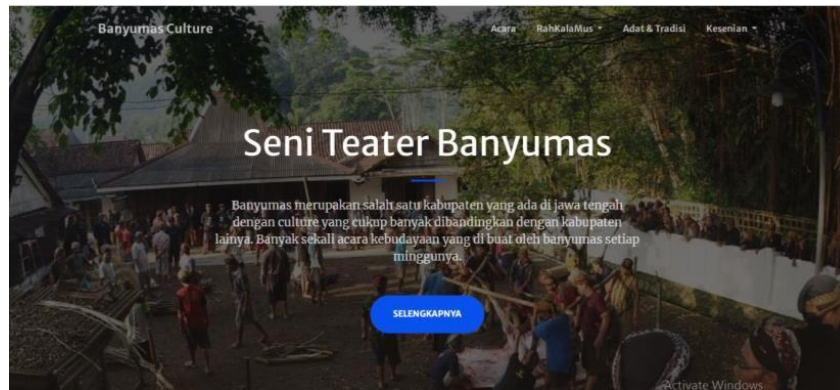 Banyumas Culture
Acara RahKalaMus Adat & Tradisi Kesenian
Seni Teater Banyumas
Banyumas merupakan salah satu kabupaten yang ada di jawa tengah
dengan culture yang cukup banyak dibandingkan dengan kabupaten
lainya. Banyak sekali acara kebudayaan yang di buat oleh banyumas setiap
minggunya.
SELENGKAPNYA
Activate Windows